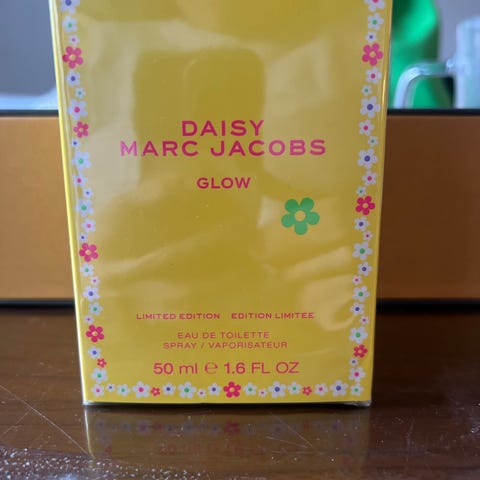 DAISY
MARC JACOBS
GLOW
LIMITED EDITION EDITION LIMITEE
EAU DE TOILETTE
SPRAY / VAPORISATEUR
50 ml ℮ 1.6 FL OZ